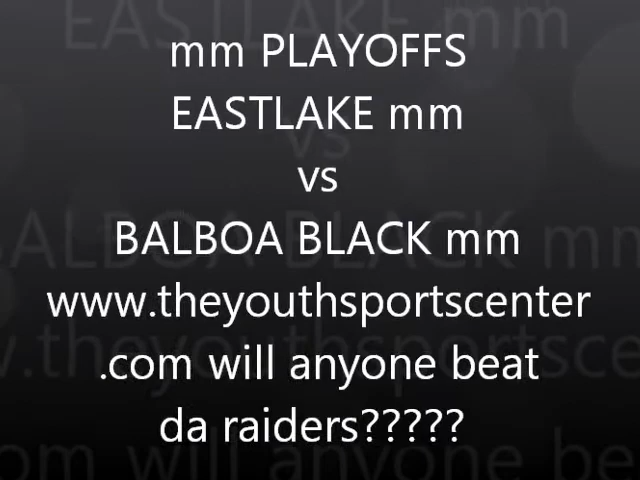 mm PLAYOFFS
EASTLAKE mm
vs
BALBOA BLACK mm
www.theyouthsportscenter
.com will anyone beat
da raiders?????